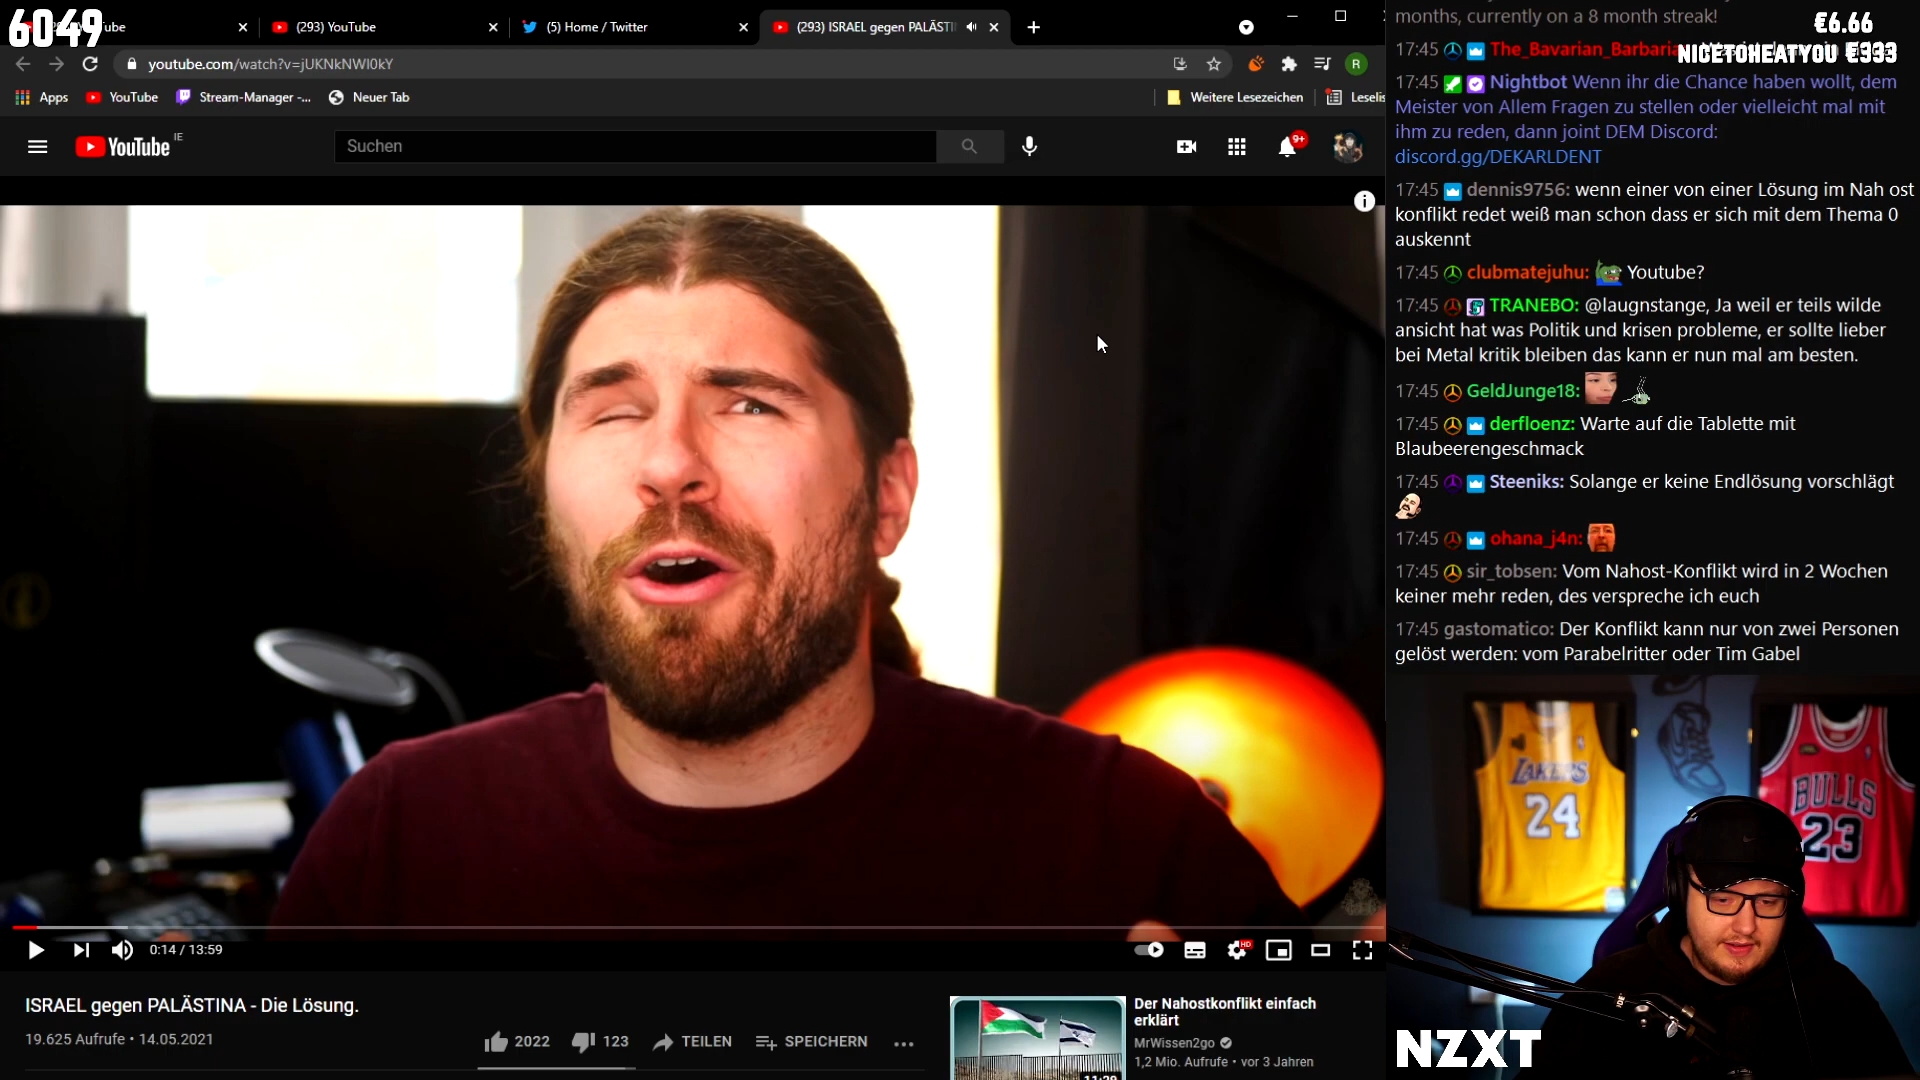 6049
(293) YouTube
(5) Home / Twitter
(293) ISRAEL gegen PALÄSTI
youtube.com/watch?v=jUKNkNWI0kY
R
Apps
YouTube
Stream-Manager -...
Neuer Tab
Weitere Lesezeichen
Leselis
YouTube IE
Suchen
9+
months, currently on a 8 month streak!
€6.66
NICETOHEATYOU €333
17:45 The_Bavarian_Barbaria
17:45 Nightbot Wenn ihr die Chance haben wollt, dem
Meister von Allem Fragen zu stellen oder vielleicht mal mit
ihm zu reden, dann joint DEM Discord:
discord.gg/DEKARLDENT
17:45 dennis9756: wenn einer von einer Lösung im Nah ost
konflikt redet weiß man schon dass er sich mit dem Thema 0
auskennt
17:45 clubmatejuhu: Youtube?
17:45 TRANEBO: @laugnstange, Ja weil er teils wilde
ansicht hat was Politik und krisen probleme, er sollte lieber
bei Metal kritik bleiben das kann er nun mal am besten.
17:45 GeldJunge18:
17:45 derfloenz: Warte auf die Tablette mit
Blaubeerengeschmack
17:45 Steeniks: Solange er keine Endlösung vorschlägt
17:45 ohana_j4n:
17:45 sir_tobsen: Vom Nahost-Konflikt wird in 2 Wochen
keiner mehr reden, des verspreche ich euch
17:45 gastomatico: Der Konflikt kann nur von zwei Personen
gelöst werden: vom Parabelritter oder Tim Gabel
LAKERS
24
BULLS
23
NZXT
0:14 / 13:59
HD
ISRAEL gegen PALÄSTINA - Die Lösung.
19.625 Aufrufe • 14.05.2021
2022
123
TEILEN
SPEICHERN
Der Nahostkonflikt einfach
erklärt
MrWissen2go
1,2 Mio. Aufrufe • vor 3 Jahren